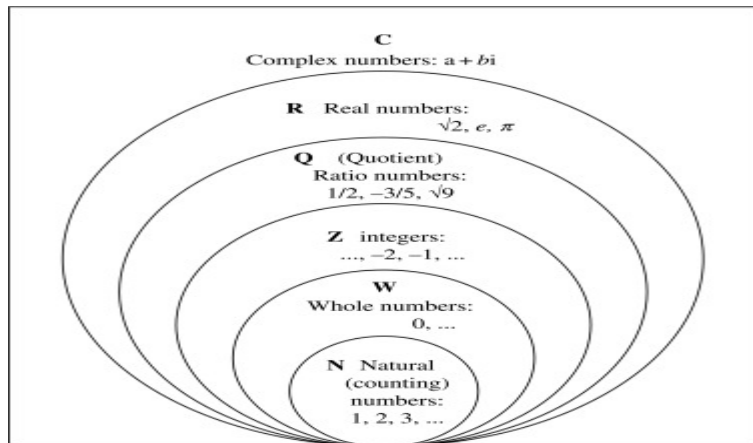 C
Complex numbers: a + bi
R Real numbers:
√2, e, π
Q (Quotient)
Ratio numbers:
1/2, –3/5, √9
Z integers:
..., –2, –1, ...
W
Whole numbers:
0, ...
N Natural
(counting)
numbers:
1, 2, 3, ...